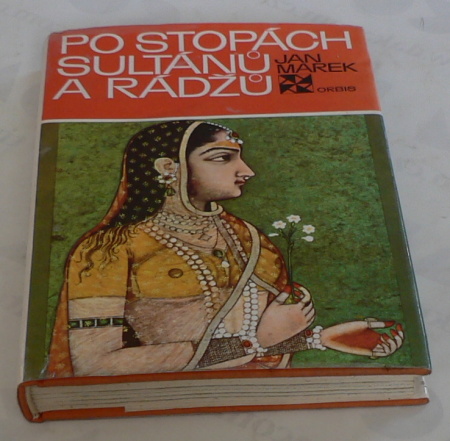 PO STOPÁCH
SULTÁNŮ
A RÁDŽŮ
JAN
MAREK
ORBIS